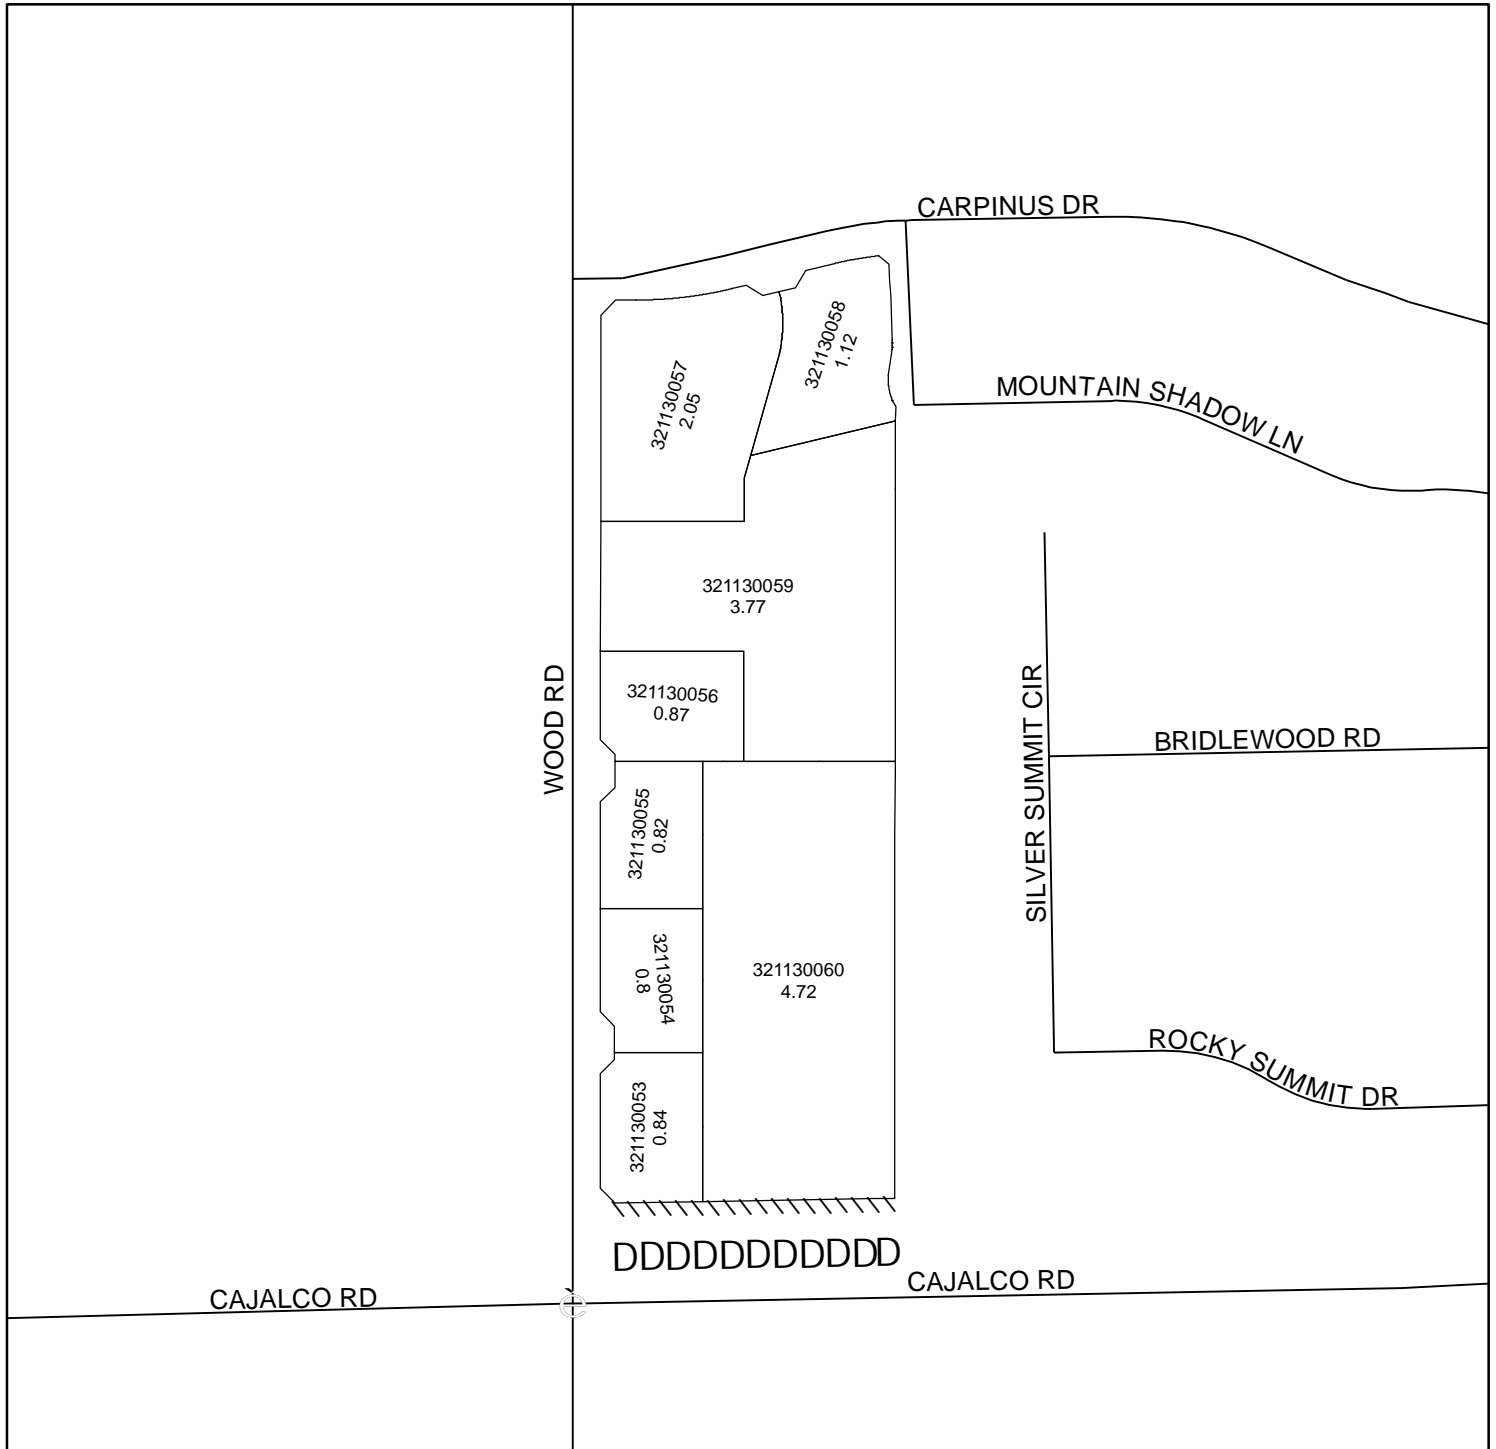 CARPINUS DR
321130058
1.12
321130057
2.05
MOUNTAIN SHADOW LN
321130059
3.77
WOOD RD
321130056
0.87
SILVER SUMMIT CIR
BRIDLEWOOD RD
321130055
0.82
321130054
0.8
321130060
4.72
ROCKY SUMMIT DR
321130053
0.84
DDDDDDDDDDD
CAJALCO RD
CAJALCO RD